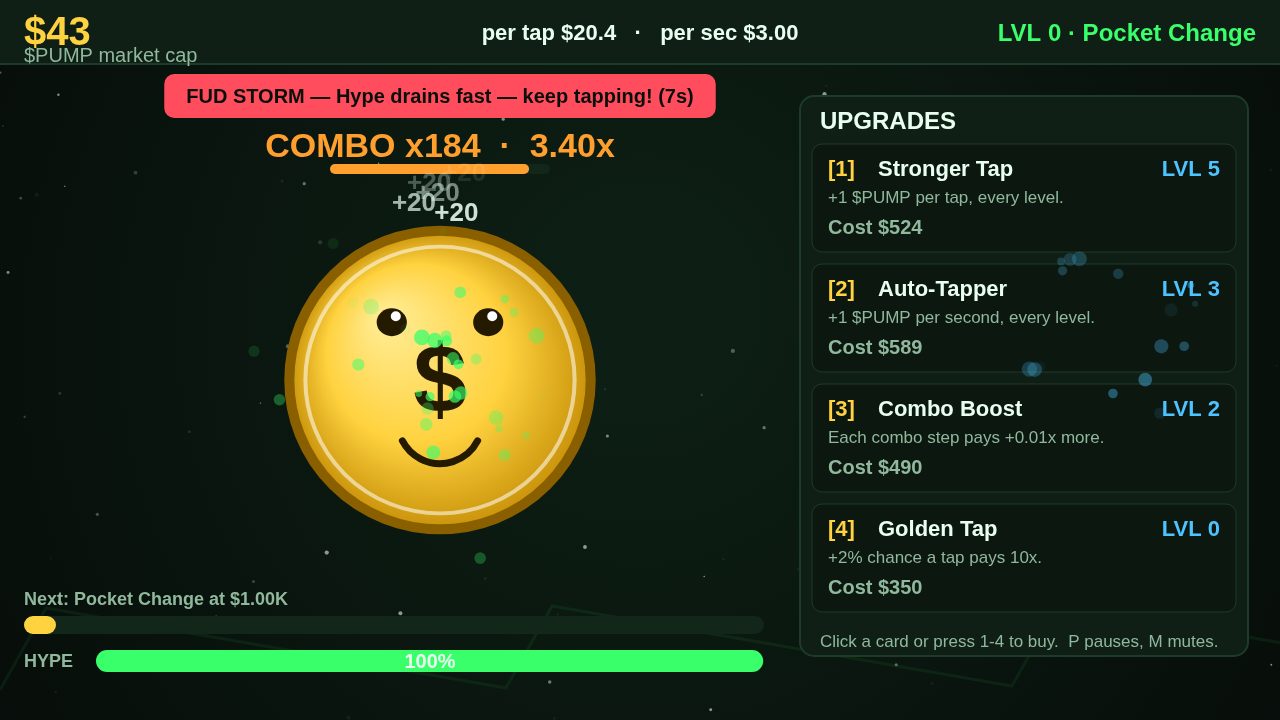 $43
$PUMP market cap
per tap $20.4 · per sec $3.00
LVL 0 · Pocket Change
FUD STORM — Hype drains fast — keep tapping! (7s)
COMBO x184 · 3.40x
20
+20
+20
+20
+20
$
UPGRADES
[1] Stronger Tap LVL 5
+1 $PUMP per tap, every level.
Cost $524
[2] Auto-Tapper LVL 3
+1 $PUMP per second, every level.
Cost $589
[3] Combo Boost LVL 2
Each combo step pays +0.01x more.
Cost $490
[4] Golden Tap LVL 0
+2% chance a tap pays 10x.
Cost $350
Click a card or press 1-4 to buy. P pauses, M mutes.
Next: Pocket Change at $1.00K
HYPE 100%